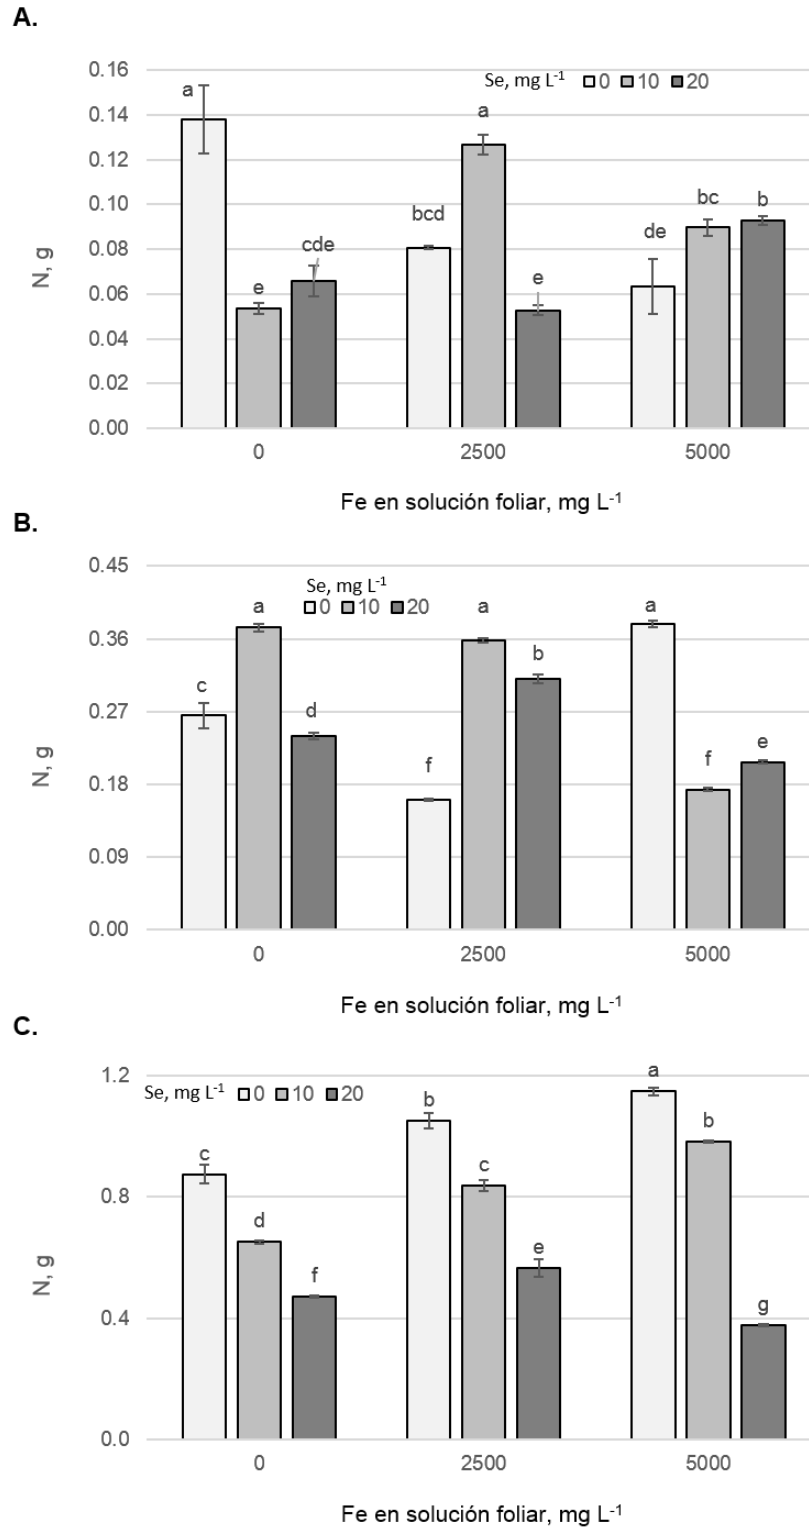 A.
Se, mg L-1 0 10 20
0.16
0.14
0.12
0.10
0.08
0.06
0.04
0.02
0.00
N, g
a
e
cde
bcd
a
e
de
bc
b
0 2500 5000
Fe en solución foliar, mg L-1
B.
Se, mg L-1
0 10 20
0.45
0.36
0.27
0.18
0.09
0.00
N, g
c
a
d
f
a
b
a
f
e
0 2500 5000
Fe en solución foliar, mg L-1
C.
Se, mg L-1 0 10 20
1.2
0.8
0.4
0.0
N, g
c
d
f
b
c
e
a
b
g
0 2500 5000
Fe en solución foliar, mg L-1